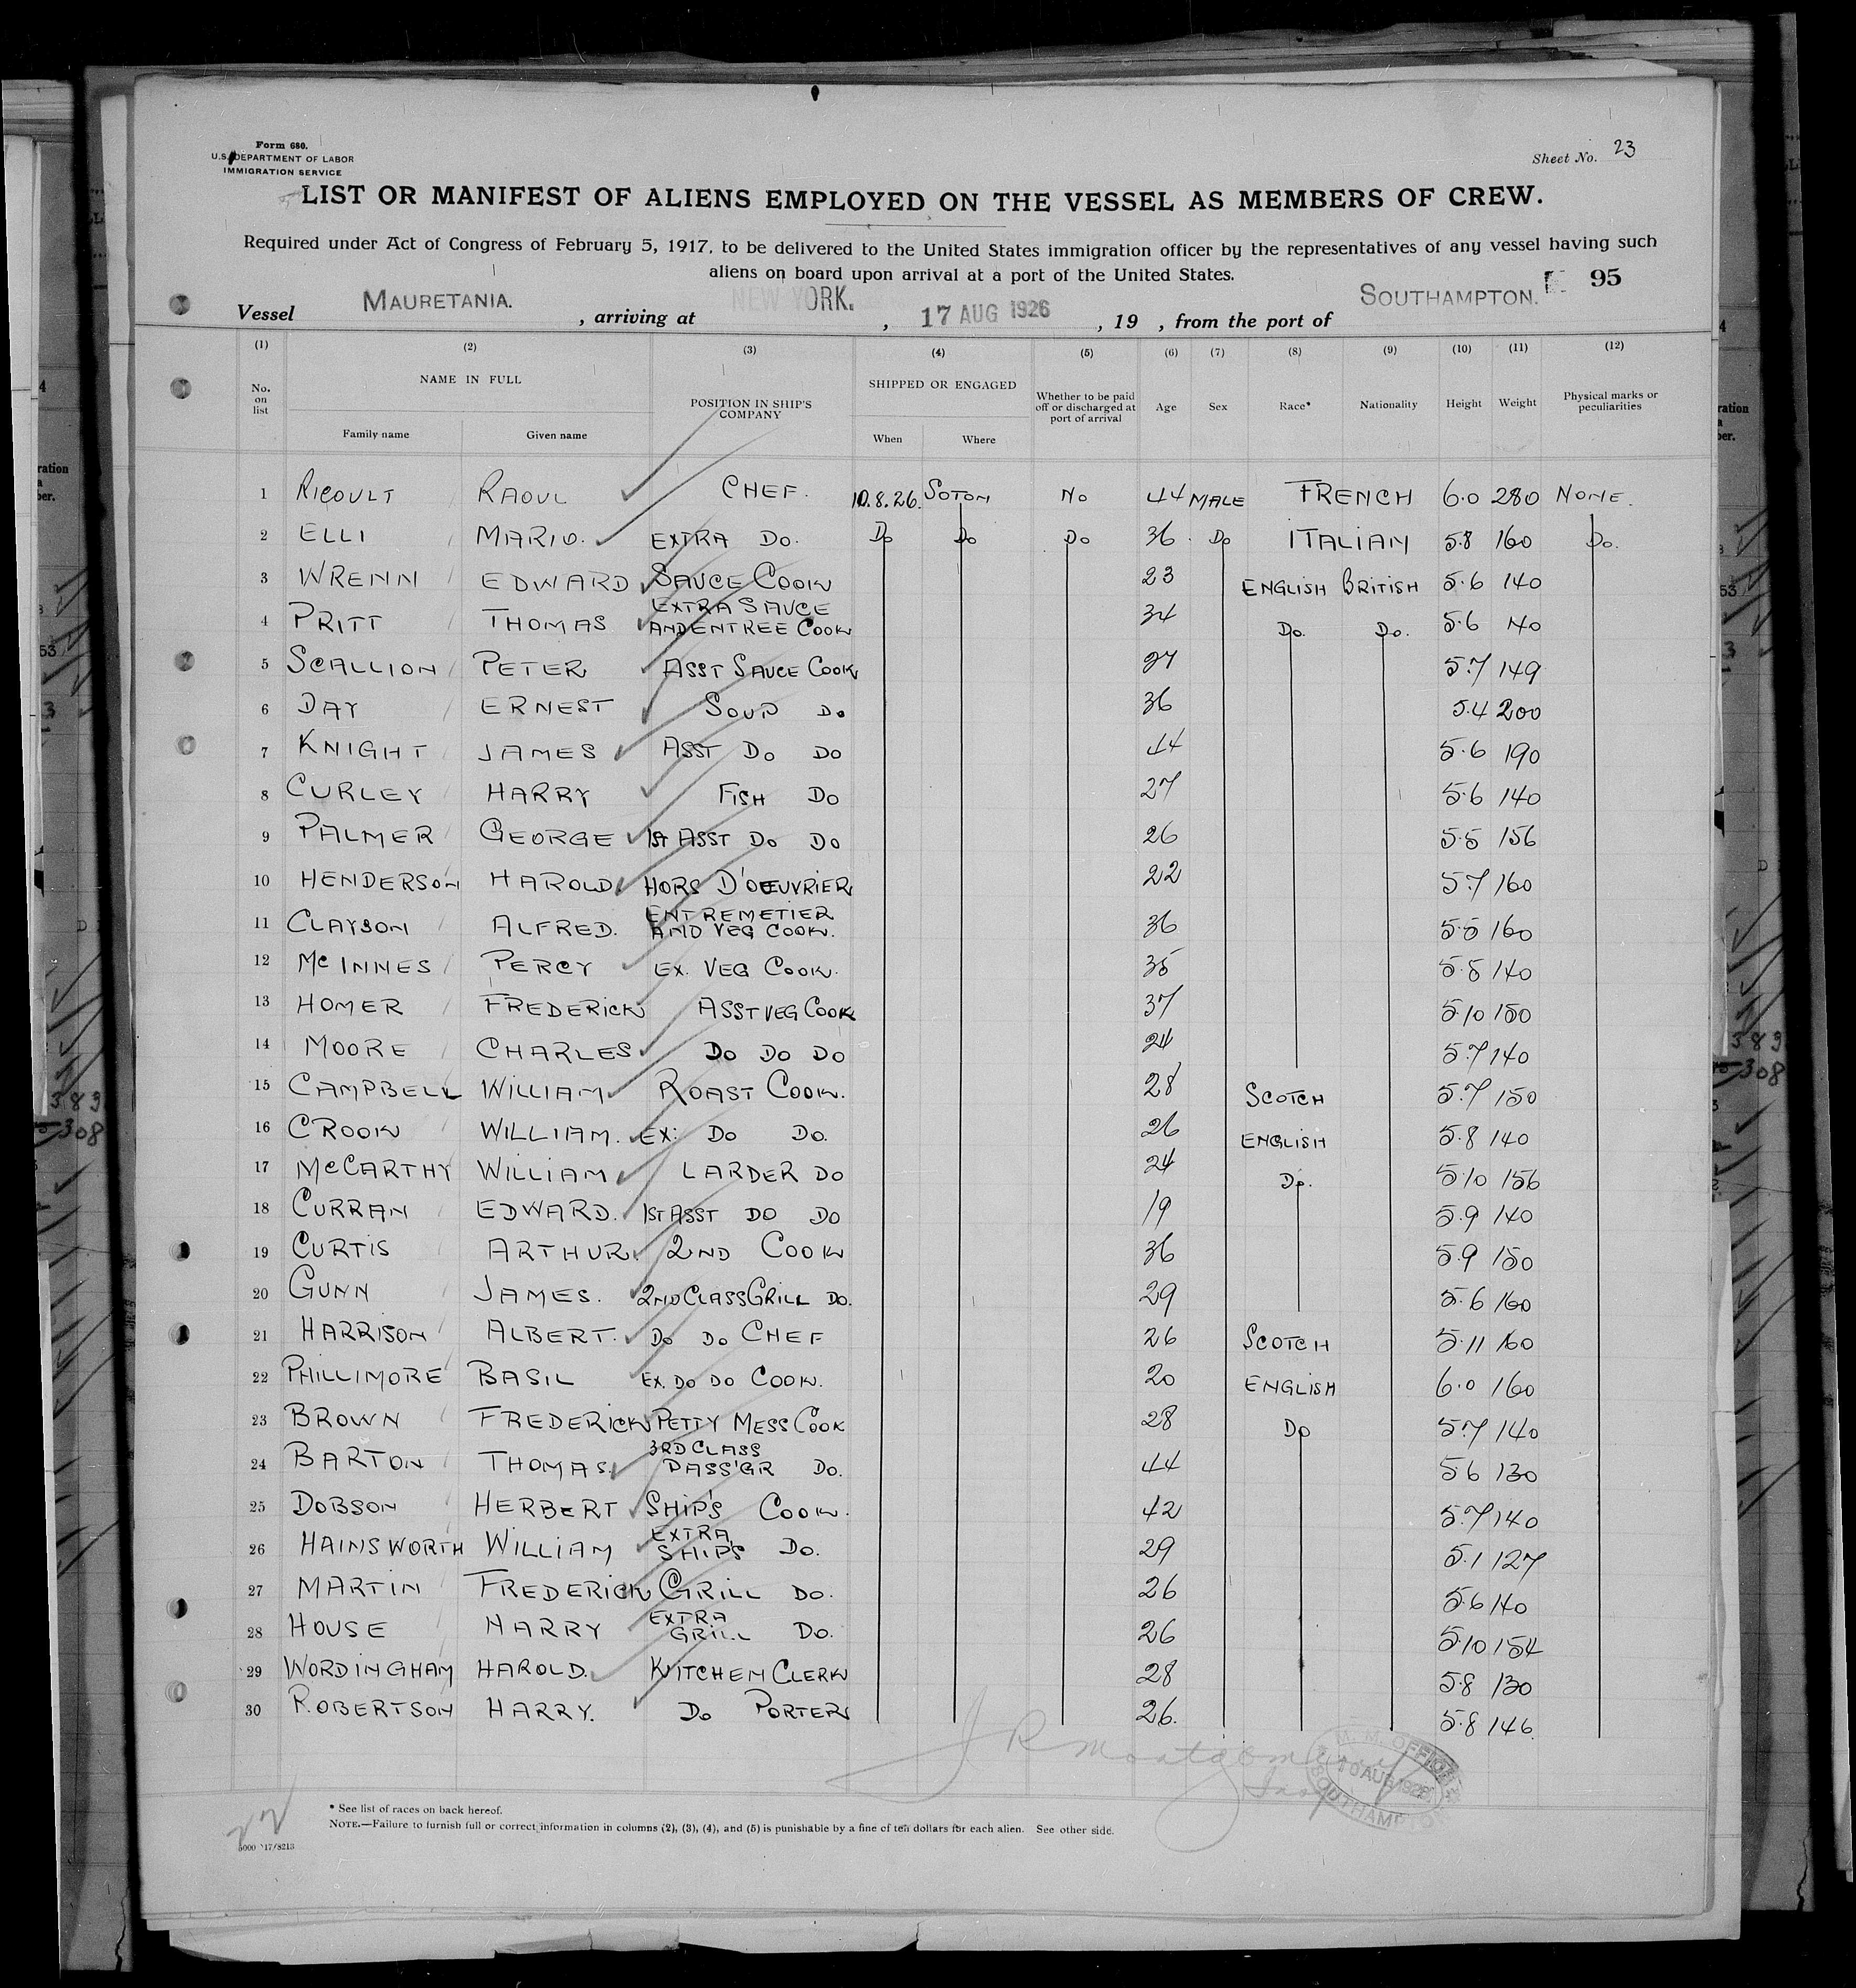 Form 680.
U.S. DEPARTMENT OF LABOR
IMMIGRATION SERVICE
Sheet No. 23
LIST OR MANIFEST OF ALIENS EMPLOYED ON THE VESSEL AS MEMBERS OF CREW.
Required under Act of Congress of February 5, 1917, to be delivered to the United States immigration officer by the representatives of any vessel having such
aliens on board upon arrival at a port of the United States.
95
Vessel MAURETANIA. , arriving at NEW YORK. , 17 AUG 1926 , 19 , from the port of SOUTHAMPTON.
(1) (2) (3) (4) (5) (6) (7) (8) (9) (10) (11) (12)
No. on list NAME IN FULL Family name Given name POSITION IN SHIP'S COMPANY SHIPPED OR ENGAGED When Where Whether to be paid off or discharged at port of arrival Age Sex Race* Nationality Height Weight Physical marks or peculiarities
1 RICOULT RAOUL CHEF. 10.8.26. SOTON NO 44 MALE FRENCH 6.0 280 NONE.
2 ELLI MARIO. EXTRA DO. DO DO DO 36 DO ITALIAN 5.8 160 DO.
3 WRENN EDWARD SAUCE COOK 23 ENGLISH BRITISH 5.6 140
4 PRITT THOMAS EXTRA SAUCE AND ENTREE COOK 34 DO. DO. 5.6 140
5 SCALLION PETER ASST SAUCE COOK 27 5.7 149
6 DAY ERNEST SOUP DO 36 5.4 200
7 KNIGHT JAMES ASST DO DO 44 5.6 190
8 CURLEY HARRY FISH DO 27 5.6 140
9 PALMER GEORGE 1ST ASST DO DO 26 5.5 156
10 HENDERSON HAROLD. HORS D'OEUVRIER 22 5.7 160
11 CLAYSON ALFRED. ENTREMETIER AND VEG COOK. 36 5.5 160
12 MC INNES PERCY EX. VEG COOK. 35 5.8 140
13 HOMER FREDERICK ASST VEG COOK 37 5.10 150
14 MOORE CHARLES DO DO DO 24 5.7 140
15 CAMPBELL WILLIAM ROAST COOK. 28 SCOTCH 5.7 150
16 CROOK WILLIAM. EX: DO DO. 26 ENGLISH 5.8 140
17 MCCARTHY WILLIAM LARDER DO 24 DO. 5.10 156
18 CURRAN EDWARD. 1ST ASST DO DO 19 5.9 140
19 CURTIS ARTHUR. 2ND COOK 36 5.9 150
20 GUNN JAMES. 2ND CLASS GRILL DO. 29 5.6 160
21 HARRISON ALBERT. DO DO CHEF 26 SCOTCH 5.11 160
22 PHILLIMORE BASIL EX. DO DO COOK. 20 ENGLISH 6.0 160
23 BROWN FREDERICK PETTY MESS COOK 28 DO 5.7 140
24 BARTON THOMAS. 3RD CLASS PASS'GR DO. 44 5.6 130
25 DOBSON HERBERT SHIP'S COOK. 42 5.7 140
26 HAINSWORTH WILLIAM EXTRA SHIP'S DO. 29 5.1 127
27 MARTIN FREDERICK GRILL DO. 26 5.6 140
28 HOUSE HARRY EXTRA GRILL DO. 26 5.10 154
29 WORDINGHAM HAROLD. KITCHEN CLERK 28 5.8 130
30 ROBERTSON HARRY. DO PORTER 26. 5.8 146.
J R Montgomery
M. M. OFFICE
10 AUG 1926
SOUTHAMPTON
* See list of races on back hereof.
NOTE.—Failure to furnish full or correct information in columns (2), (3), (4), and (5) is punishable by a fine of ten dollars for each alien. See other side.
5000 17/8213